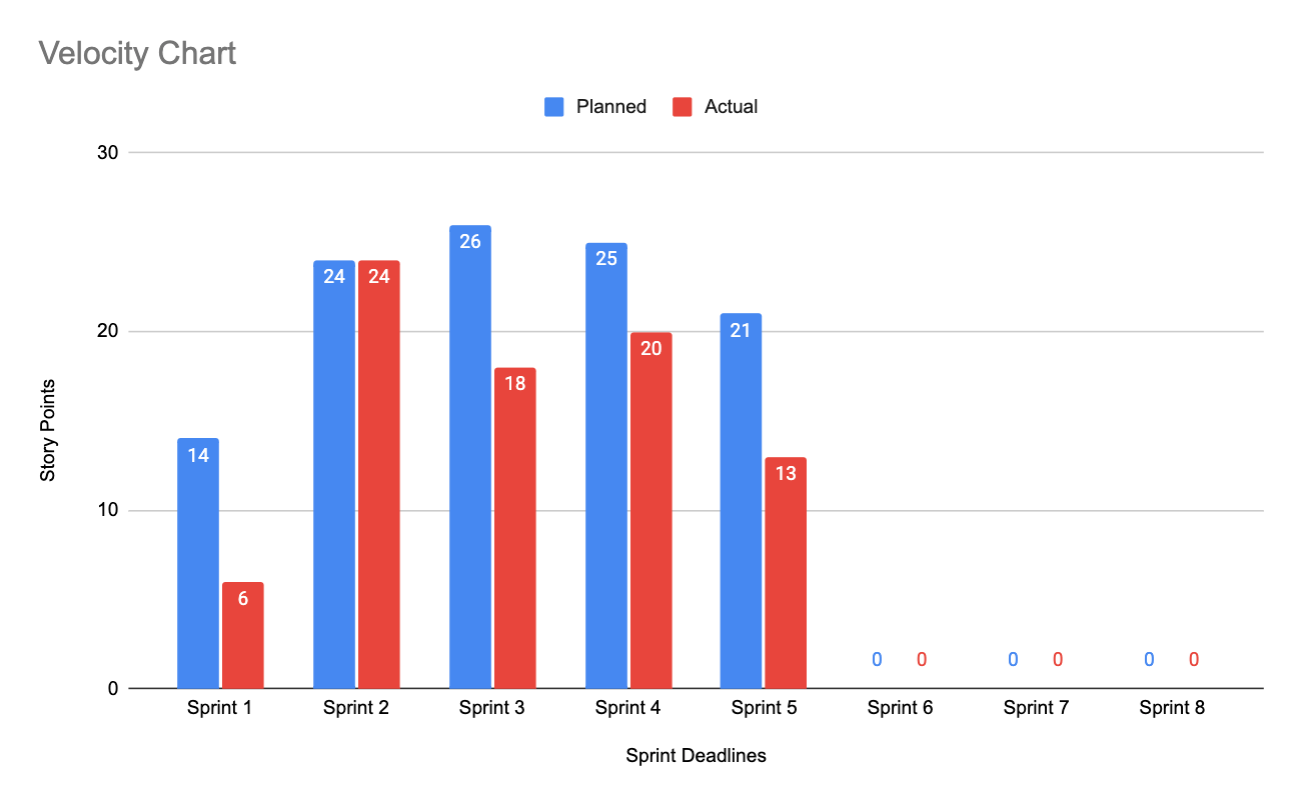 Velocity Chart
Planned Actual
30
26
25
24 24
21
20
20
18
14
13
Story Points
10
6
0 0 0 0 0 0
0
Sprint 1 Sprint 2 Sprint 3 Sprint 4 Sprint 5 Sprint 6 Sprint 7 Sprint 8
Sprint Deadlines